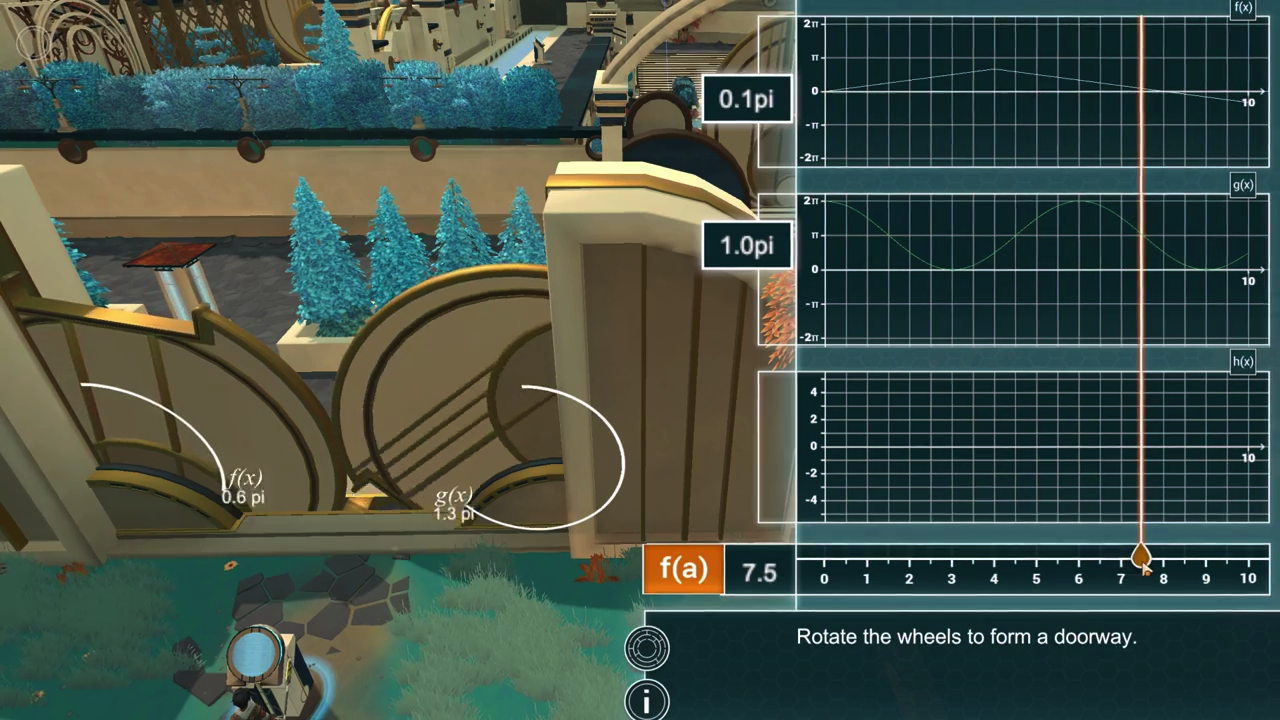 f(x)
2π
π
0
-π
-2π
10
0.1pi
g(x)
2π
π
0
-π
-2π
10
1.0pi
h(x)
4
2
0
-2
-4
10
f(x)
0.6 pi
g(x)
1.3 pi
f(a) 7.5
0 1 2 3 4 5 6 7 8 9 10
Rotate the wheels to form a doorway.
i